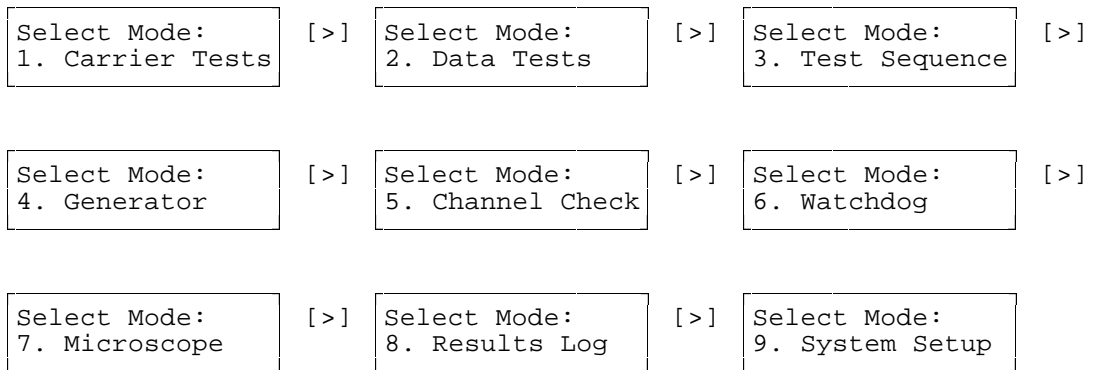 Select Mode: [>] Select Mode: [>] Select Mode: [>]
1. Carrier Tests 2. Data Tests 3. Test Sequence
Select Mode: [>] Select Mode: [>] Select Mode: [>]
4. Generator 5. Channel Check 6. Watchdog
Select Mode: [>] Select Mode: [>] Select Mode:
7. Microscope 8. Results Log 9. System Setup